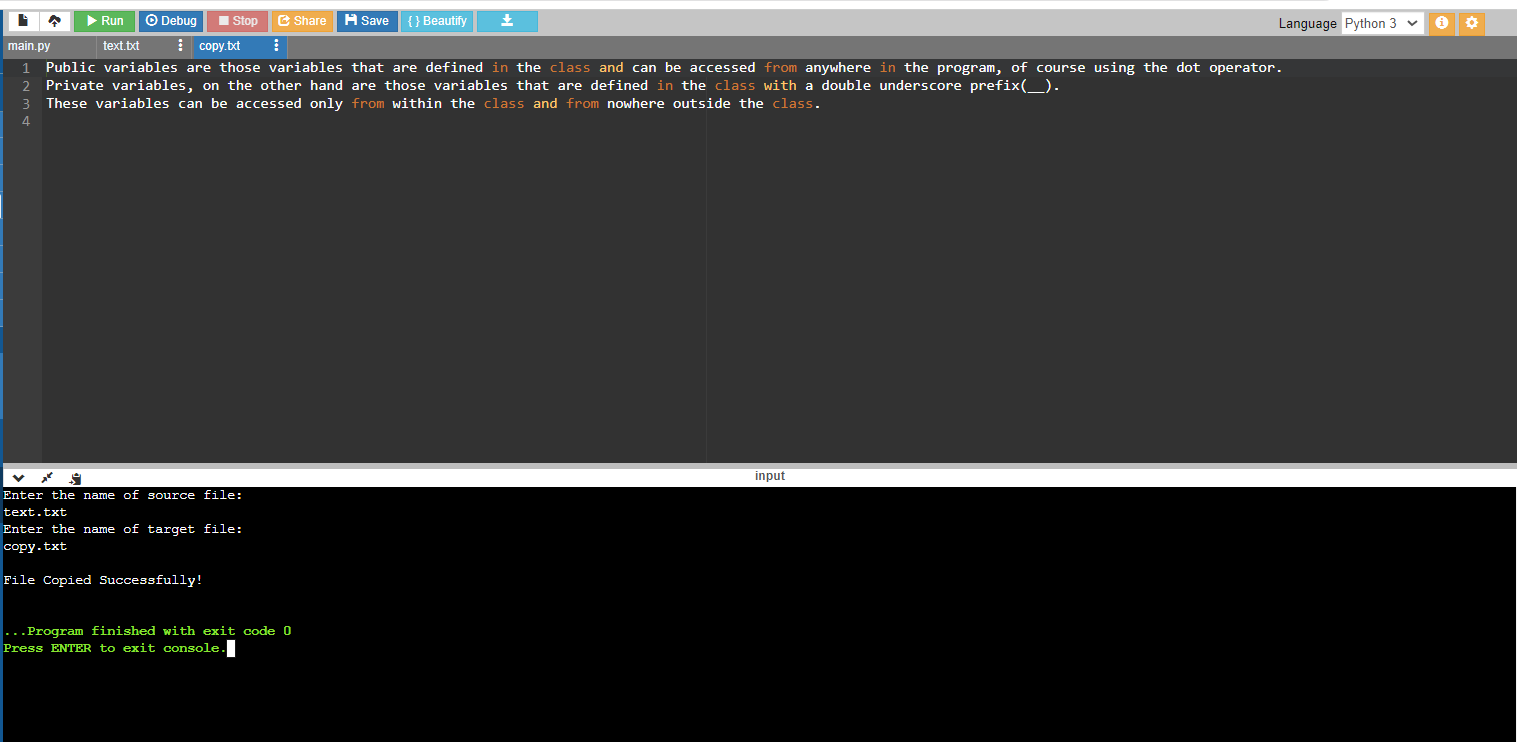 Run Debug Stop Share Save { } Beautify Language Python 3
main.py text.txt copy.txt
1 Public variables are those variables that are defined in the class and can be accessed from anywhere in the program, of course using the dot operator.
2 Private variables, on the other hand are those variables that are defined in the class with a double underscore prefix(__).
3 These variables can be accessed only from within the class and from nowhere outside the class.
4
input
Enter the name of source file:
text.txt
Enter the name of target file:
copy.txt
File Copied Successfully!
...Program finished with exit code 0
Press ENTER to exit console.